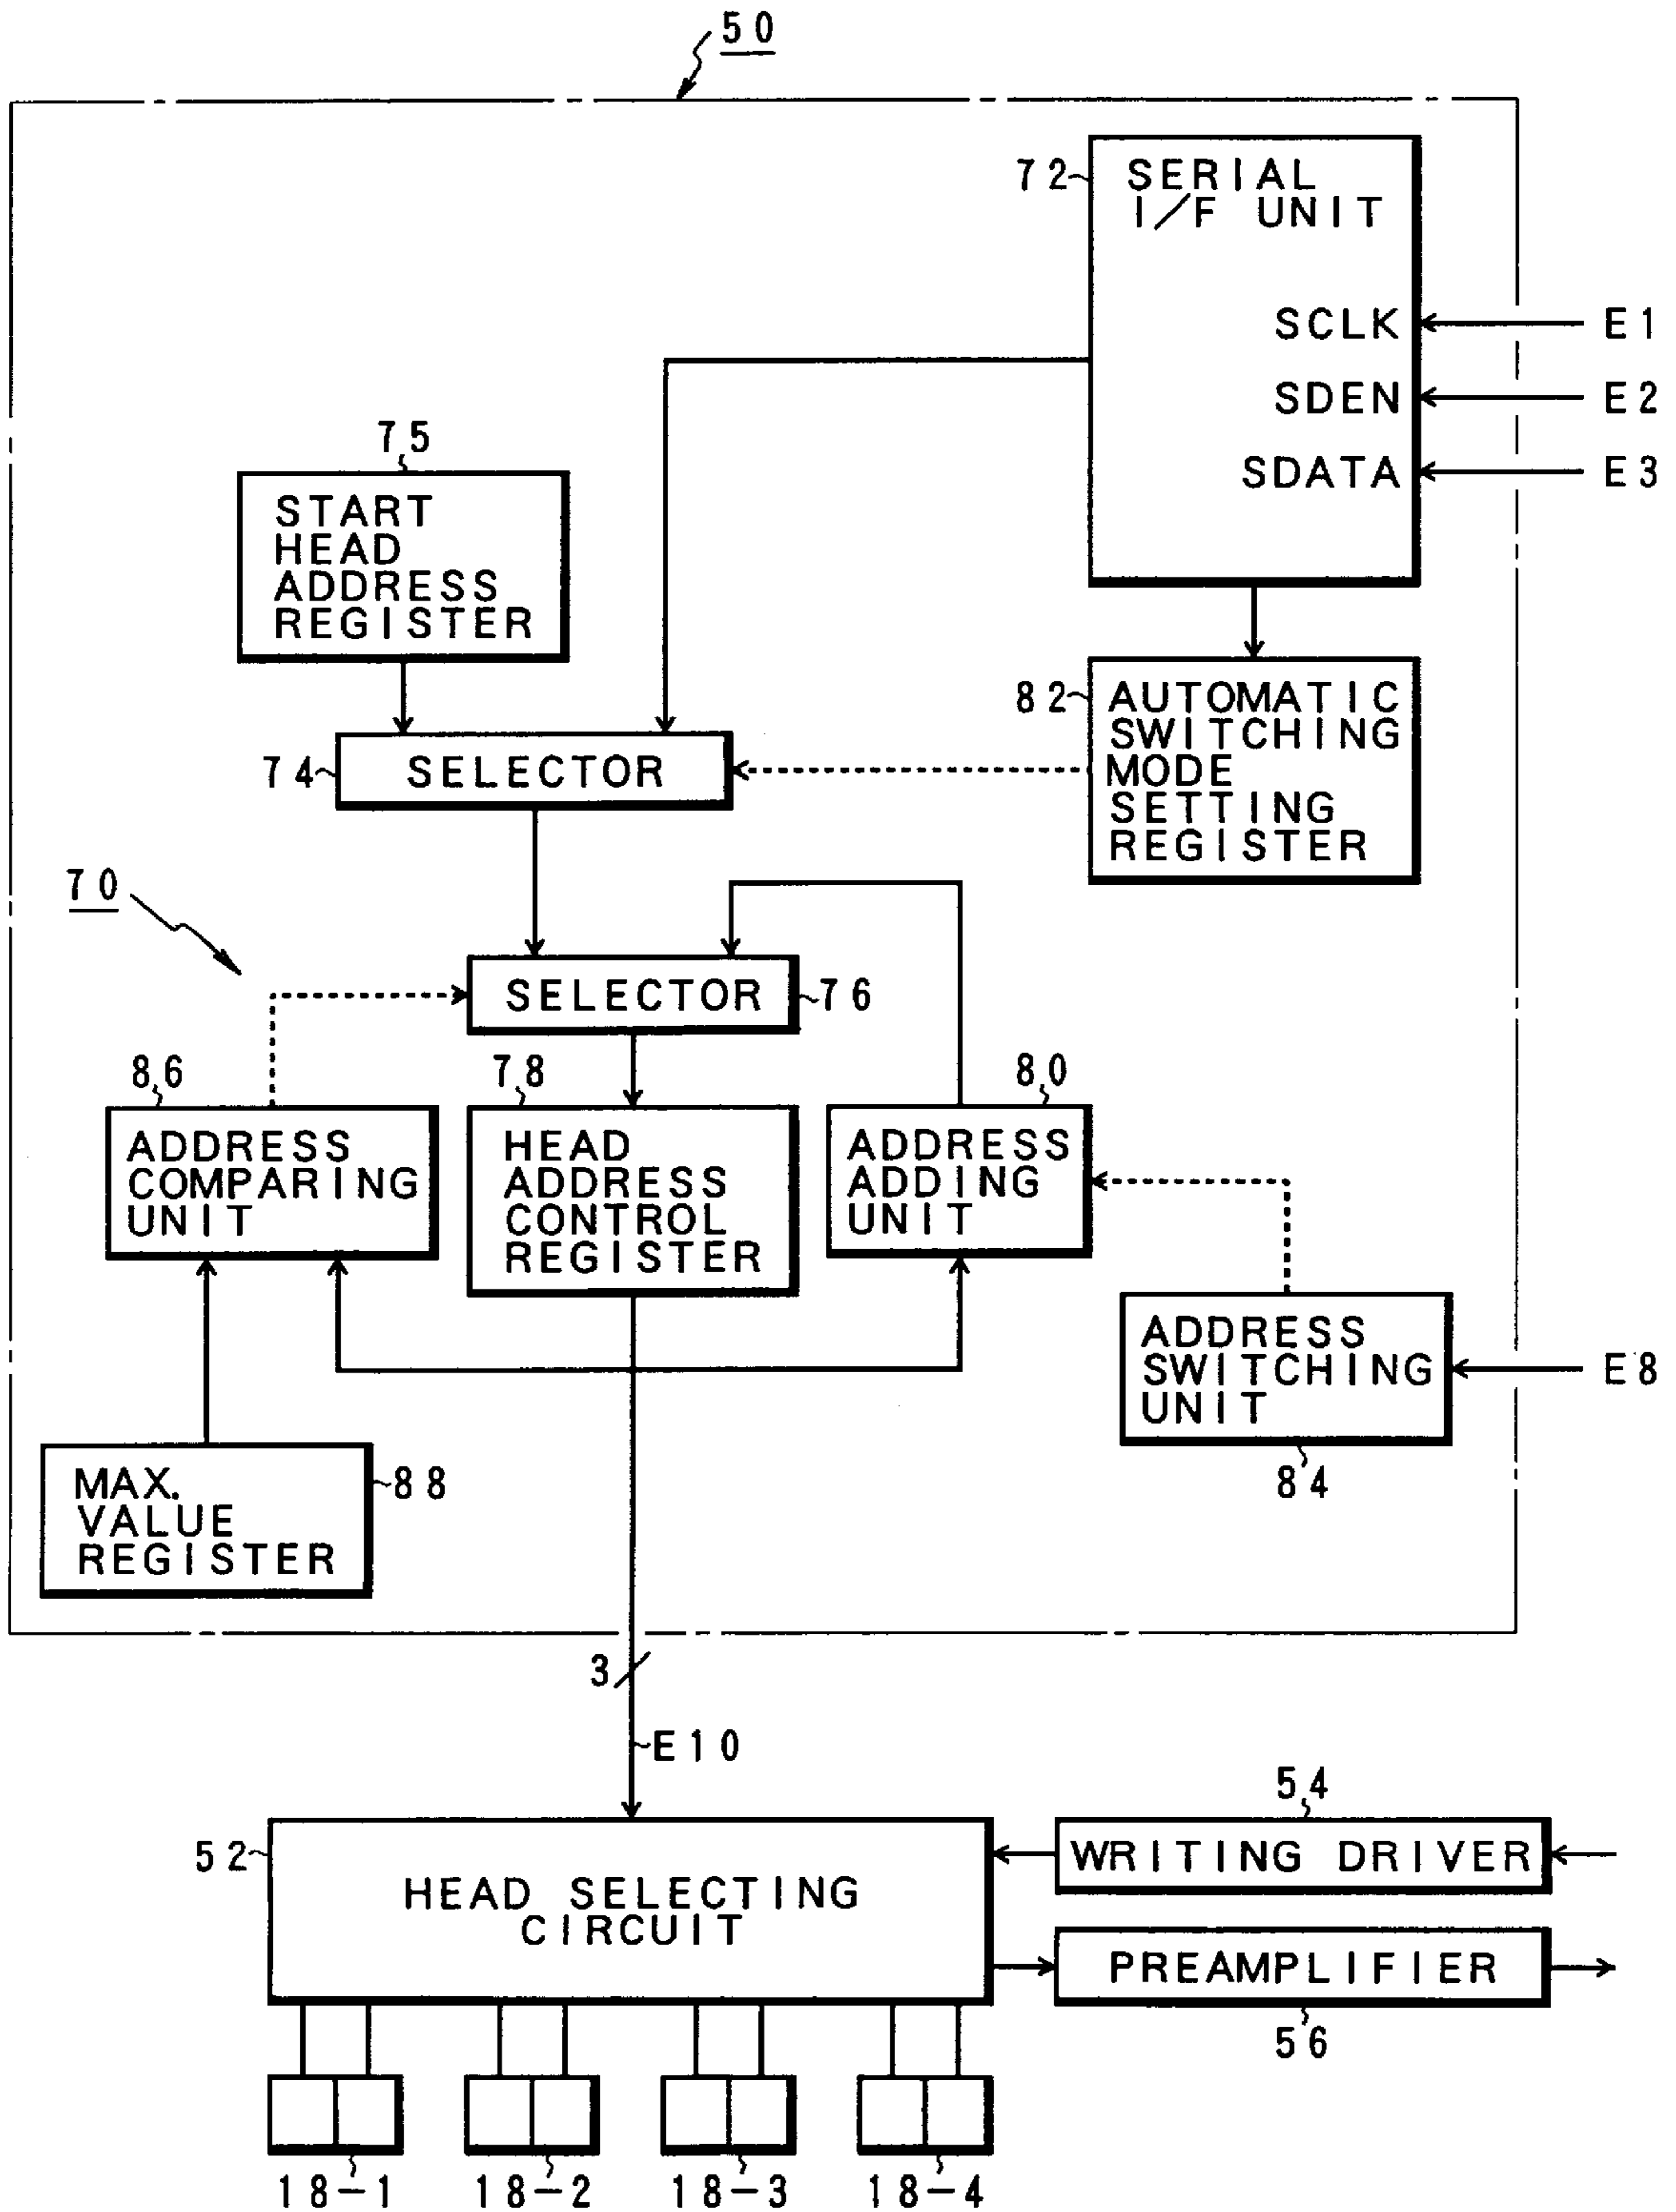 50
72
SERIAL
I/F UNIT
SCLK
E1
SDEN
E2
SDATA
E3
75
START
HEAD
ADDRESS
REGISTER
82
AUTOMATIC
SWITCHING
MODE
SETTING
REGISTER
74
SELECTOR
70
SELECTOR
76
86
ADDRESS
COMPARING
UNIT
78
HEAD
ADDRESS
CONTROL
REGISTER
80
ADDRESS
ADDING
UNIT
ADDRESS
SWITCHING
UNIT
E8
84
MAX.
VALUE
REGISTER
88
3
E10
52
HEAD SELECTING
CIRCUIT
54
WRITING DRIVER
PREAMPLIFIER
56
18-1
18-2
18-3
18-4